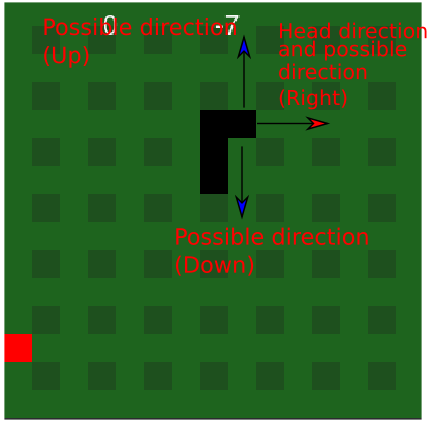 Possible direction
(Up)
0
-7
Head direction
and possible
direction
(Right)
Possible direction
(Down)